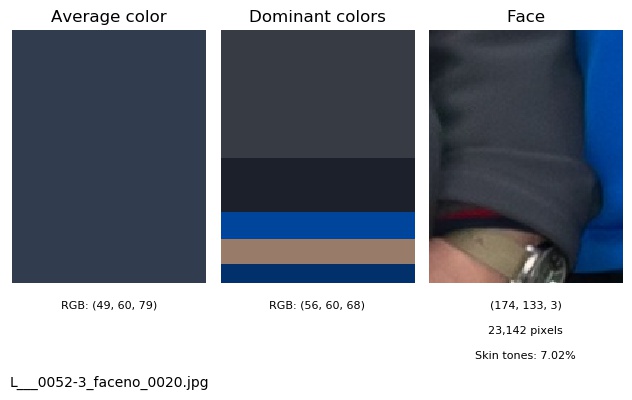 Average color
Dominant colors
Face
RGB: (49, 60, 79)
RGB: (56, 60, 68)
(174, 133, 3)
23,142 pixels
Skin tones: 7.02%
L___0052-3_faceno_0020.jpg